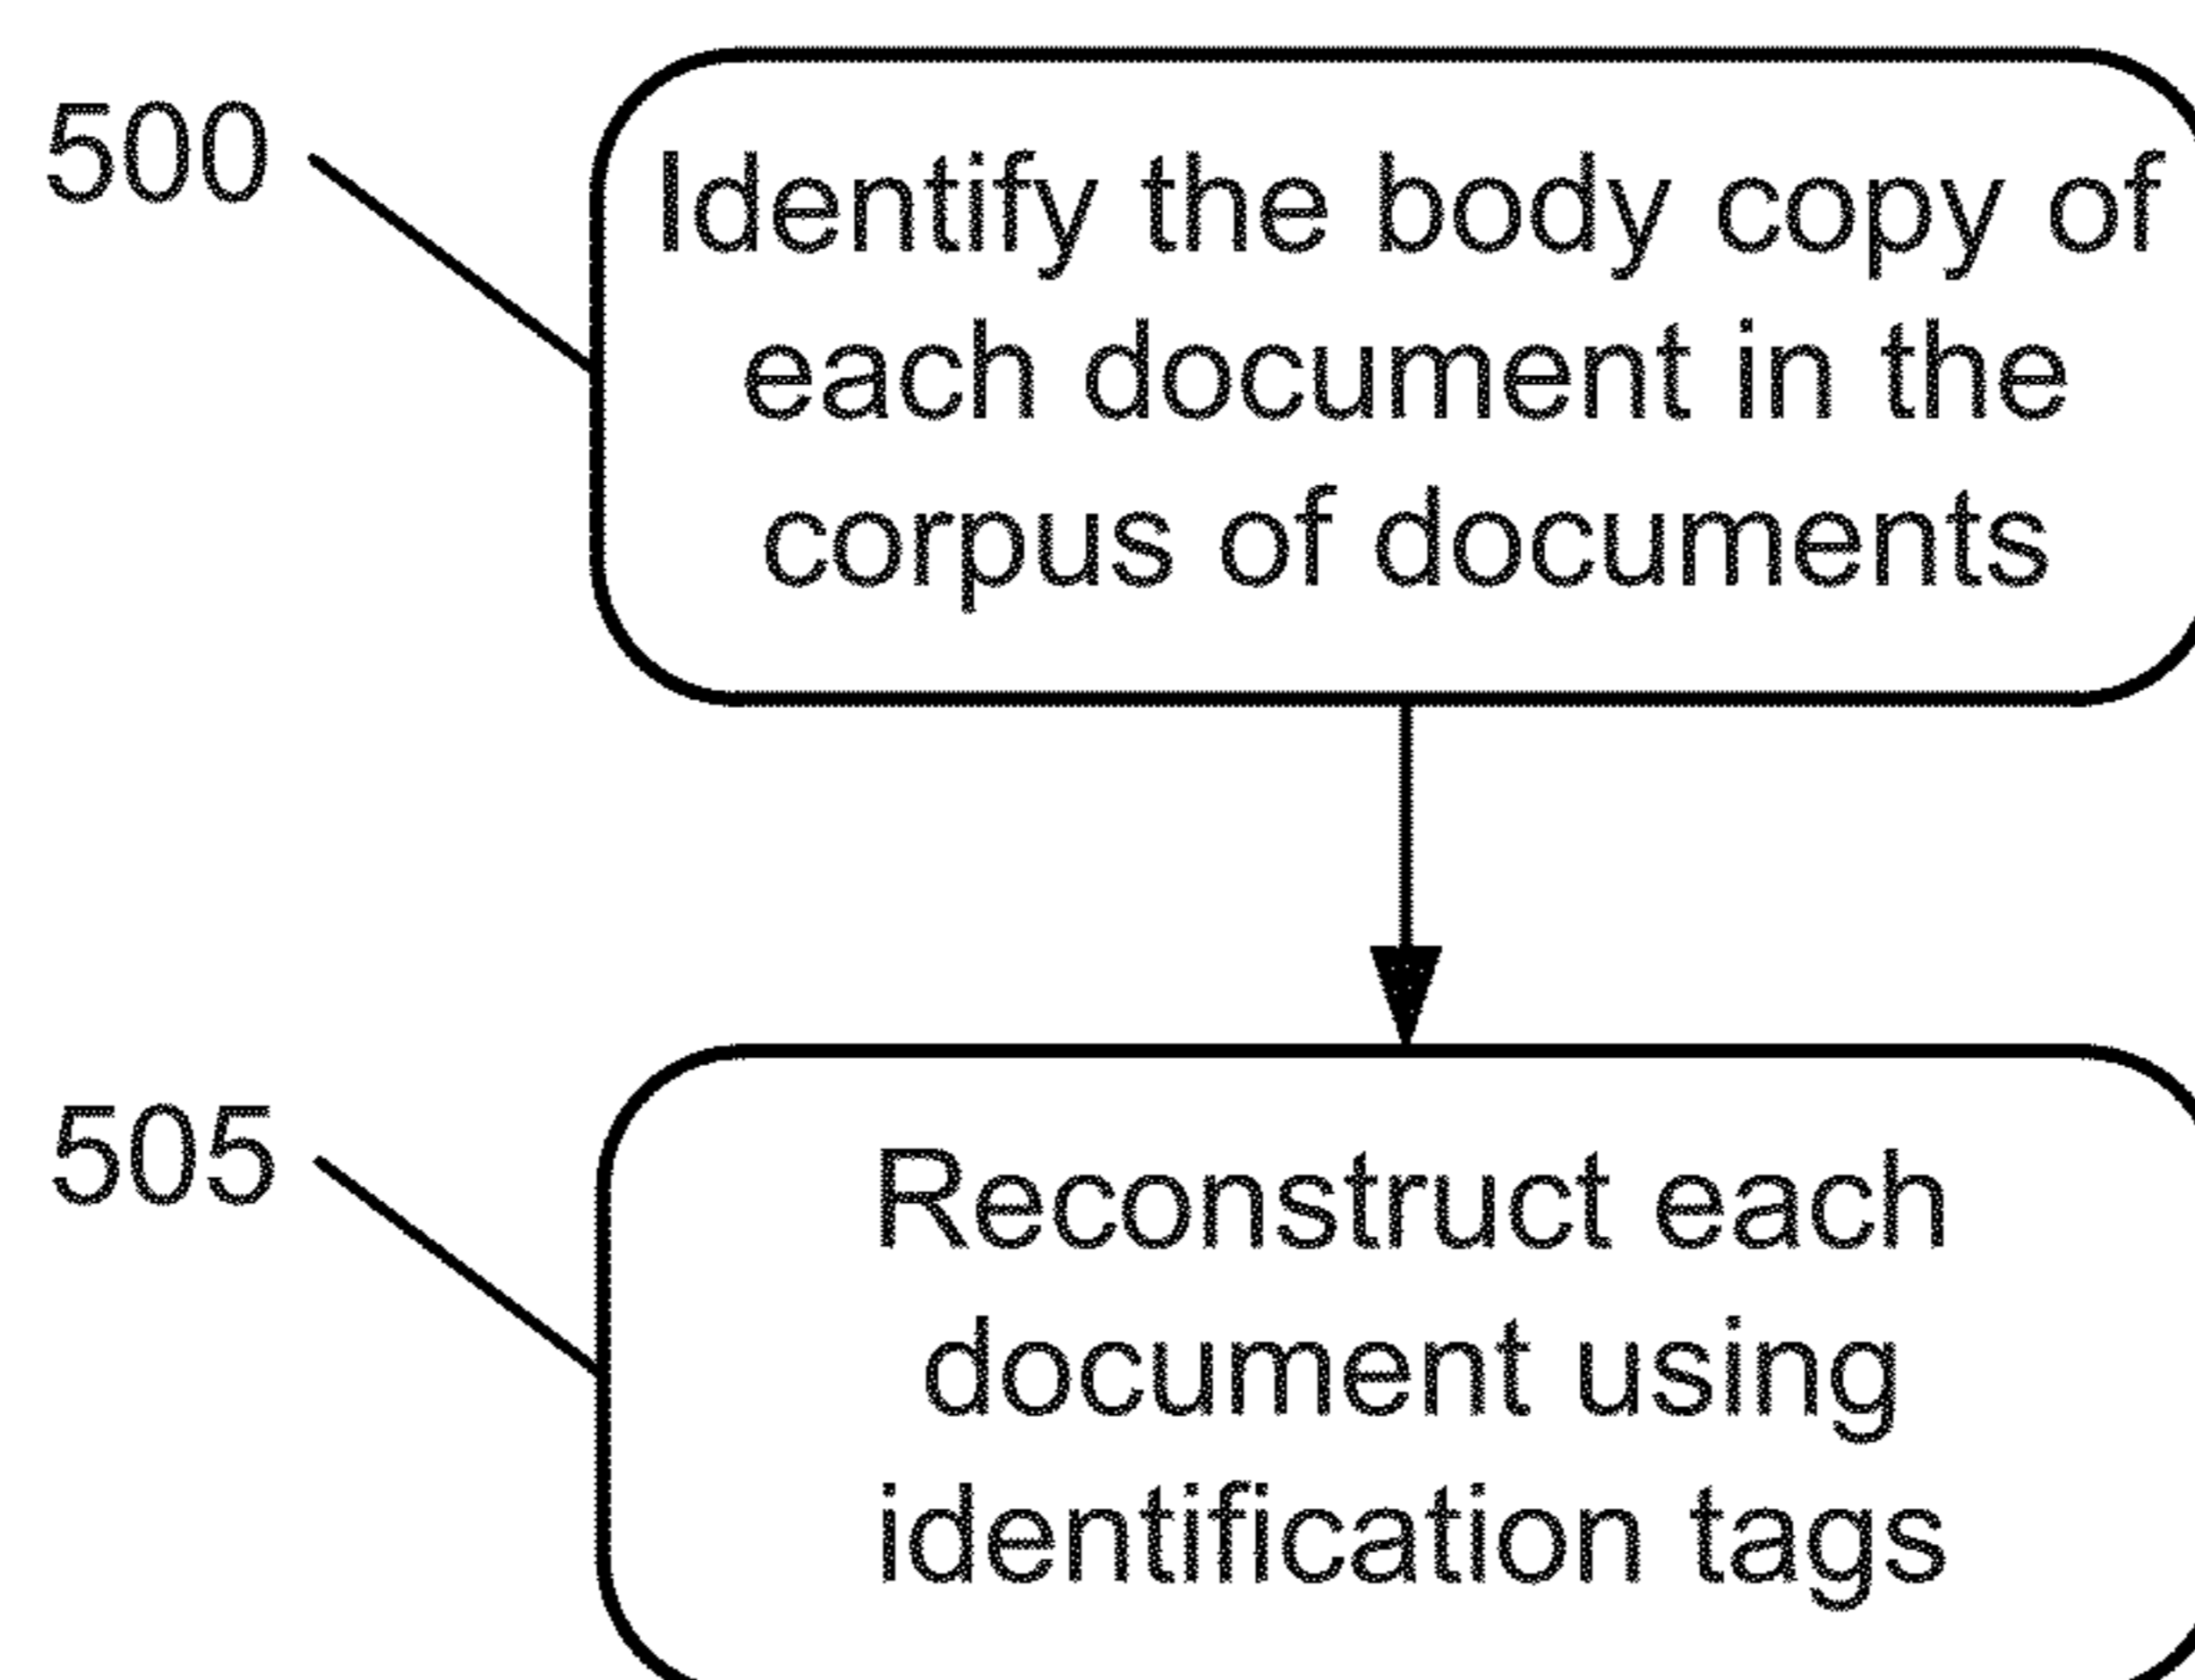 500
Identify the body copy of
each document in the
corpus of documents
505
Reconstruct each
document using
identification tags